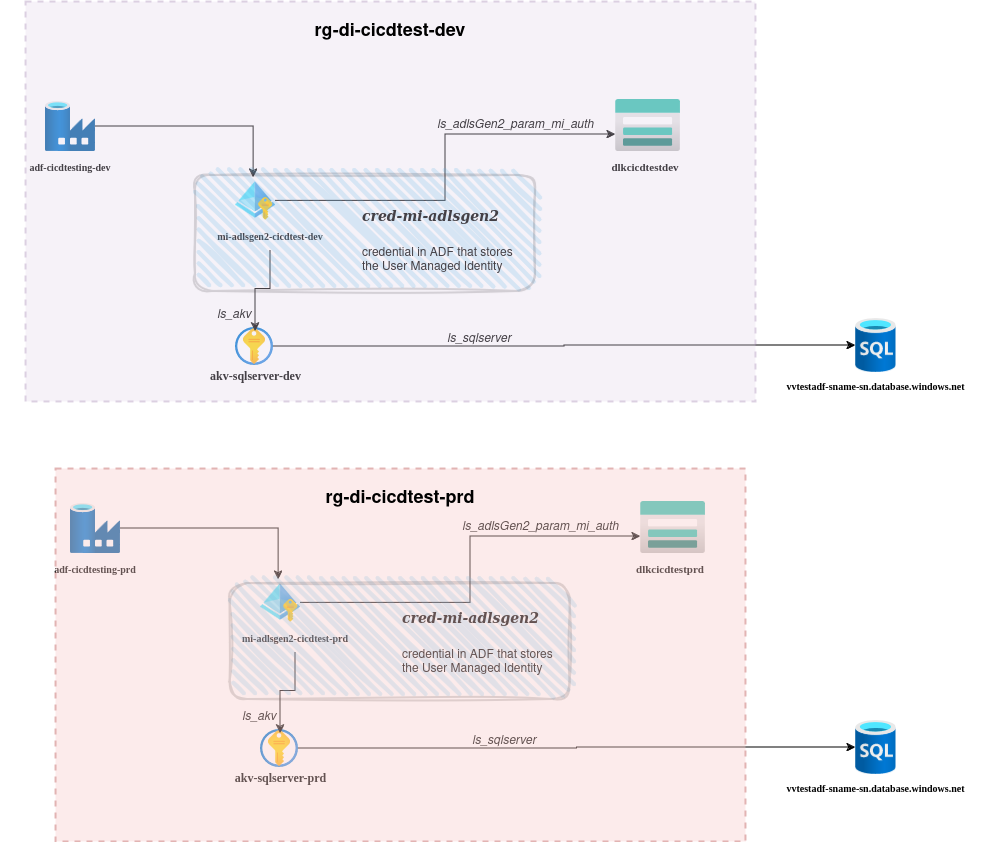 rg-di-cicdtest-dev
ls_adlsGen2_param_mi_auth
adf-cicdtesting-dev
dlkcicdtestdev
cred-mi-adlsgen2
mi-adlsgen2-cicdtest-dev
credential in ADF that stores
the User Managed Identity
ls_akv
ls_sqlserver
SQL
akv-sqlserver-dev
vvtestadf-sname-sn.database.windows.net
rg-di-cicdtest-prd
ls_adlsGen2_param_mi_auth
adf-cicdtesting-prd
dlkcicdtestprd
cred-mi-adlsgen2
mi-adlsgen2-cicdtest-prd
credential in ADF that stores
the User Managed Identity
ls_akv
ls_sqlserver
SQL
akv-sqlserver-prd
vvtestadf-sname-sn.database.windows.net